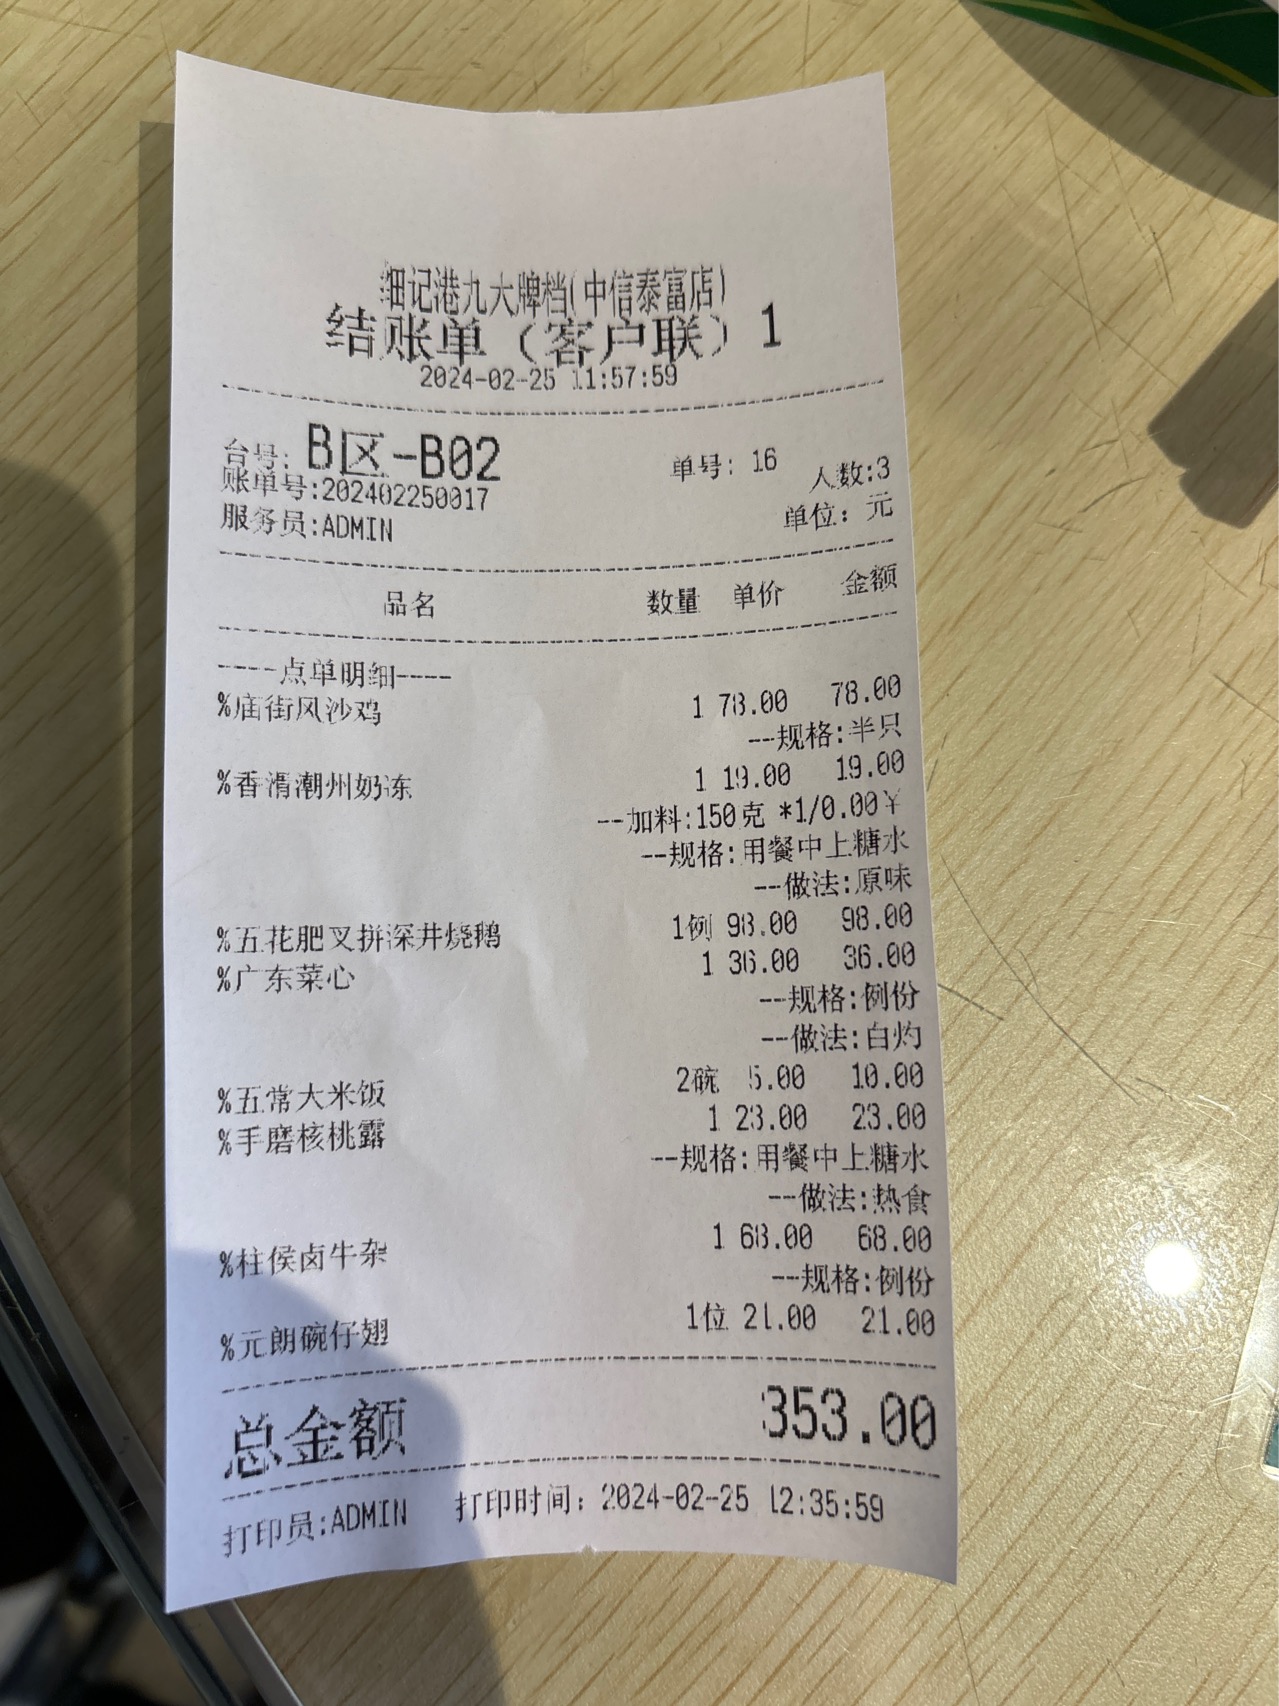 细记港九大牌档(中信泰富店)
结账单（客户联）1
2024-02-25 11:57:59
台号: B区-B02 单号: 16
账单号:202402250017 人数:3
服务员:ADMIN 单位: 元
品名 数量 单价 金额
----点单明细----
%庙街风沙鸡 1 78.00 78.00
--规格:半只
%香滑潮州奶冻 1 19.00 19.00
--加料:150克 *1/0.00¥
--规格:用餐中上糖水
--做法:原味
%五花肥叉拼深井烧鹅 1例 98.00 98.00
%广东菜心 1 36.00 36.00
--规格:例份
--做法:白灼
%五常大米饭 2碗 5.00 10.00
%手磨核桃露 1 23.00 23.00
--规格:用餐中上糖水
--做法:热食
%柱侯卤牛杂 1 68.00 68.00
--规格:例份
%元朗碗仔翅 1位 21.00 21.00
总金额 353.00
打印员:ADMIN 打印时间: 2024-02-25 12:35:59